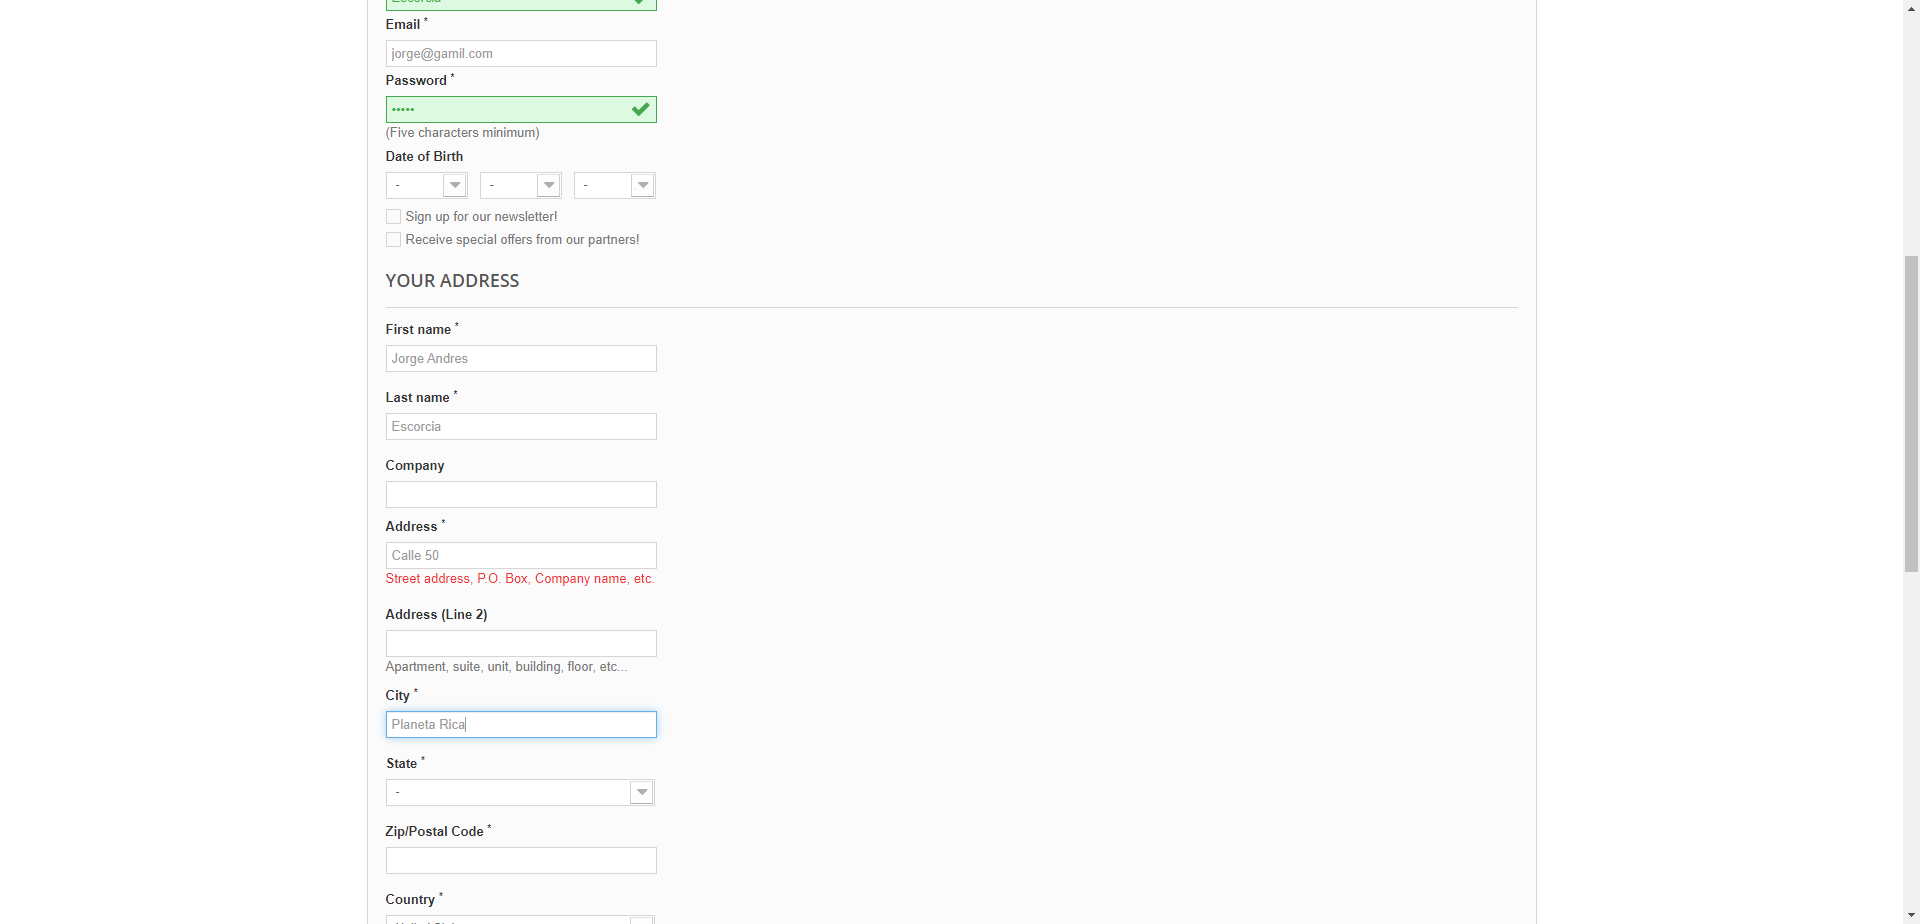 Escorcia
Email *
jorge@gamil.com
Password *
•••••
(Five characters minimum)
Date of Birth
- - -
Sign up for our newsletter!
Receive special offers from our partners!
YOUR ADDRESS
First name *
Jorge Andres
Last name *
Escorcia
Company
Address *
Calle 50
Street address, P.O. Box, Company name, etc.
Address (Line 2)
Apartment, suite, unit, building, floor, etc...
City *
Planeta Rica
State *
-
Zip/Postal Code *
Country *